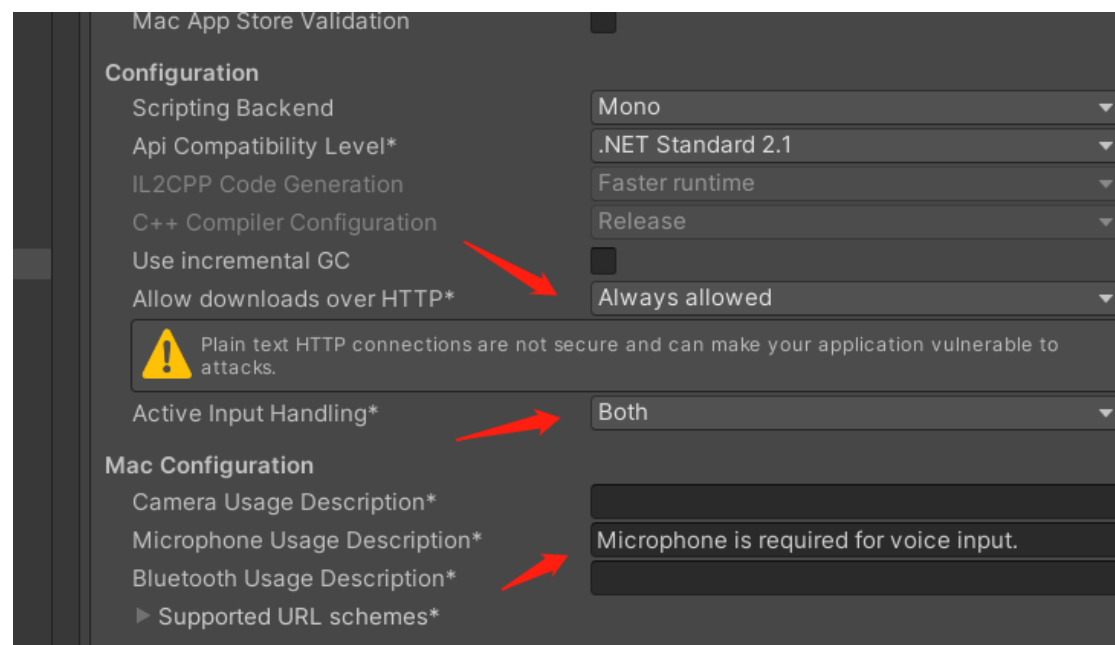 Mac App Store Validation
Configuration
Scripting Backend Mono
Api Compatibility Level* .NET Standard 2.1
IL2CPP Code Generation Faster runtime
C++ Compiler Configuration Release
Use incremental GC
Allow downloads over HTTP* Always allowed
Plain text HTTP connections are not secure and can make your application vulnerable to
attacks.
Active Input Handling* Both
Mac Configuration
Camera Usage Description*
Microphone Usage Description* Microphone is required for voice input.
Bluetooth Usage Description*
Supported URL schemes*